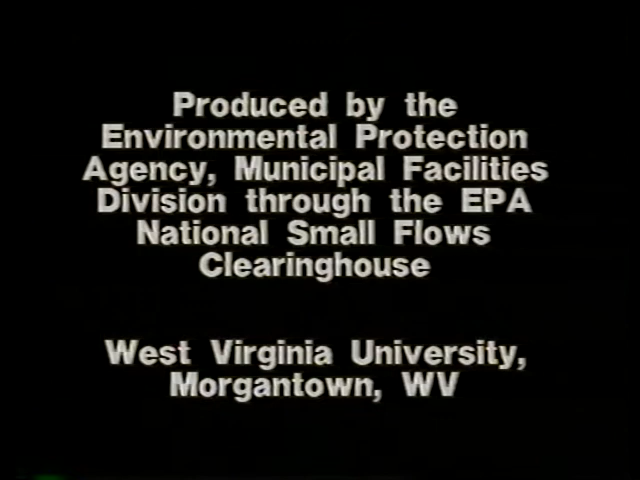 Produced by the
Environmental Protection
Agency, Municipal Facilities
Division through the EPA
National Small Flows
Clearinghouse
West Virginia University,
Morgantown, WV